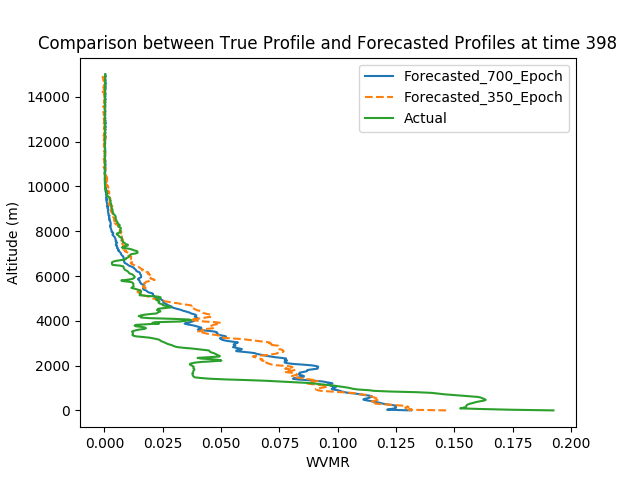 Comparison between True Profile and Forecasted Profiles at time 398
Forecasted_700_Epoch
Forecasted_350_Epoch
Actual
Altitude (m)
14000
12000
10000
8000
6000
4000
2000
0
0.000 0.025 0.050 0.075 0.100 0.125 0.150 0.175 0.200
WVMR